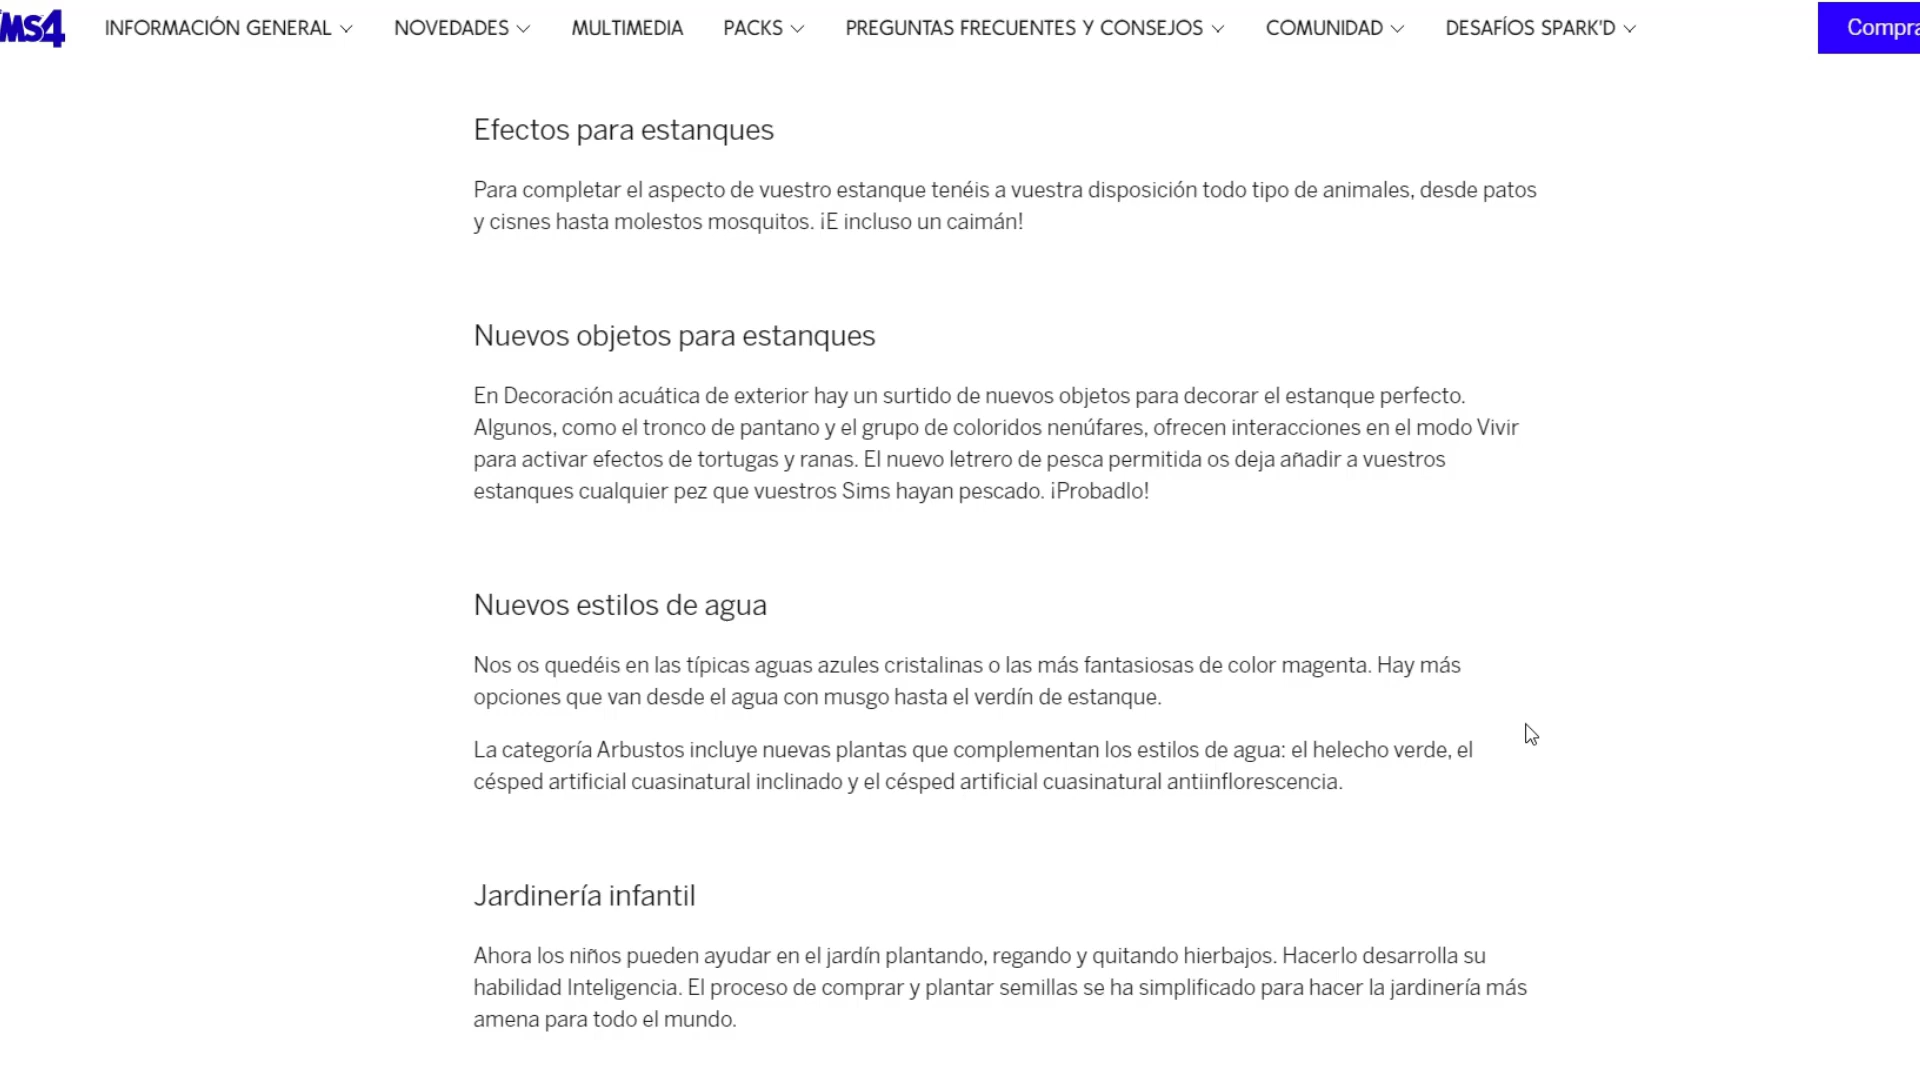 MS4 INFORMACIÓN GENERAL NOVEDADES MULTIMEDIA PACKS PREGUNTAS FRECUENTES Y CONSEJOS COMUNIDAD DESAFÍOS SPARK'D Compra
Efectos para estanques
Para completar el aspecto de vuestro estanque tenéis a vuestra disposición todo tipo de animales, desde patos
y cisnes hasta molestos mosquitos. ¡E incluso un caimán!
Nuevos objetos para estanques
En Decoración acuática de exterior hay un surtido de nuevos objetos para decorar el estanque perfecto.
Algunos, como el tronco de pantano y el grupo de coloridos nenúfares, ofrecen interacciones en el modo Vivir
para activar efectos de tortugas y ranas. El nuevo letrero de pesca permitida os deja añadir a vuestros
estanques cualquier pez que vuestros Sims hayan pescado. ¡Probadlo!
Nuevos estilos de agua
Nos os quedéis en las típicas aguas azules cristalinas o las más fantasiosas de color magenta. Hay más
opciones que van desde el agua con musgo hasta el verdín de estanque.
La categoría Arbustos incluye nuevas plantas que complementan los estilos de agua: el helecho verde, el
césped artificial cuasinatural inclinado y el césped artificial cuasinatural antiinflorescencia.
Jardinería infantil
Ahora los niños pueden ayudar en el jardín plantando, regando y quitando hierbajos. Hacerlo desarrolla su
habilidad Inteligencia. El proceso de comprar y plantar semillas se ha simplificado para hacer la jardinería más
amena para todo el mundo.